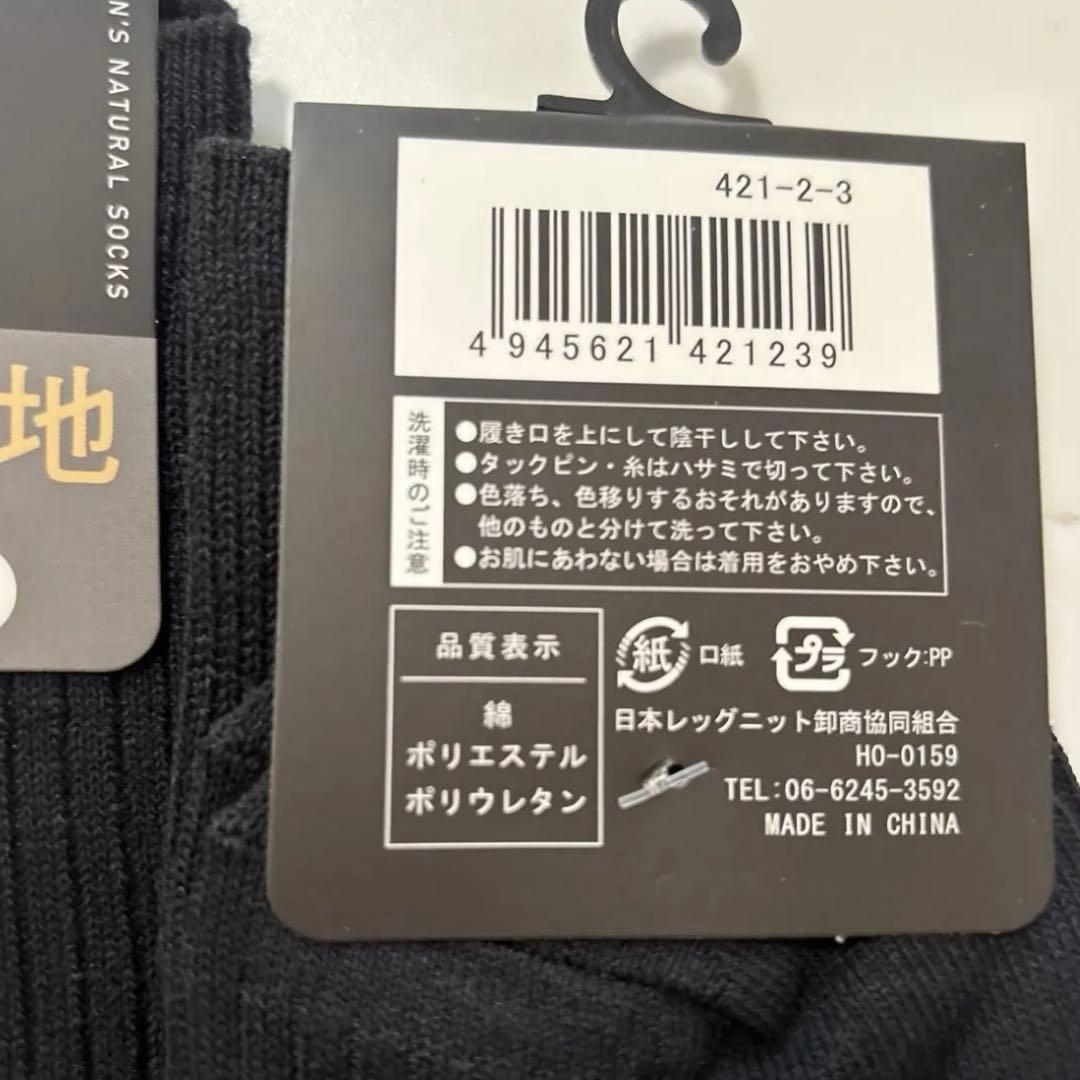 N'S NATURAL SOCKS
地
421-2-3
4 945621 421239
洗濯時のご注意
●履き口を上にして陰干しして下さい。
●タックピン・糸はハサミで切って下さい。
●色落ち、色移りするおそれがありますので、
他のものと分けて洗って下さい。
●お肌にあわない場合は着用をおやめ下さい。
品質表示
綿
ポリエステル
ポリウレタン
紙 口紙 プラ フック:PP
日本レッグニット卸商協同組合
HO-0159
TEL:06-6245-3592
MADE IN CHINA